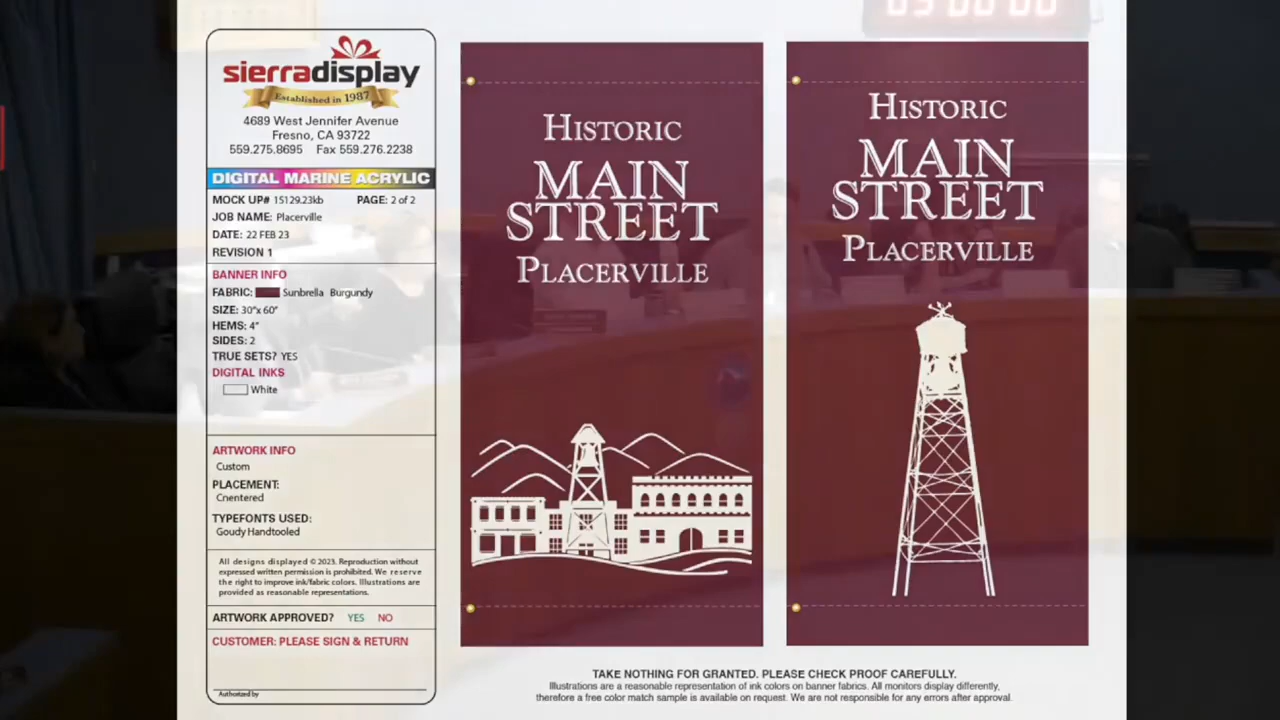 sierradisplay
Established in 1987
4689 West Jennifer Avenue
Fresno, CA 93722
559.275.8695 Fax 559.276.2238
DIGITAL MARINE ACRYLIC
MOCK UP# 15129.23kb PAGE: 2 of 2
JOB NAME: Placerville
DATE: 22 FEB 23
REVISION 1
BANNER INFO
FABRIC: Sunbrella Burgundy
SIZE: 30"x 60"
HEMS: 4"
SIDES: 2
TRUE SETS? YES
DIGITAL INKS
White
ARTWORK INFO
Custom
PLACEMENT:
Cnentered
TYPEFONTS USED:
Goudy Handtooled
All designs displayed © 2023. Reproduction without
expressed written permission is prohibited. We reserve
the right to improve ink/fabric colors. Illustrations are
provided as reasonable representations.
ARTWORK APPROVED? YES NO
CUSTOMER: PLEASE SIGN & RETURN
Authorized by
HISTORIC
MAIN
STREET
PLACERVILLE
HISTORIC
MAIN
STREET
PLACERVILLE
TAKE NOTHING FOR GRANTED. PLEASE CHECK PROOF CAREFULLY.
Illustrations are a reasonable representation of ink colors on banner fabrics. All monitors display differently,
therefore a free color match sample is available on request. We are not responsible for any errors after approval.